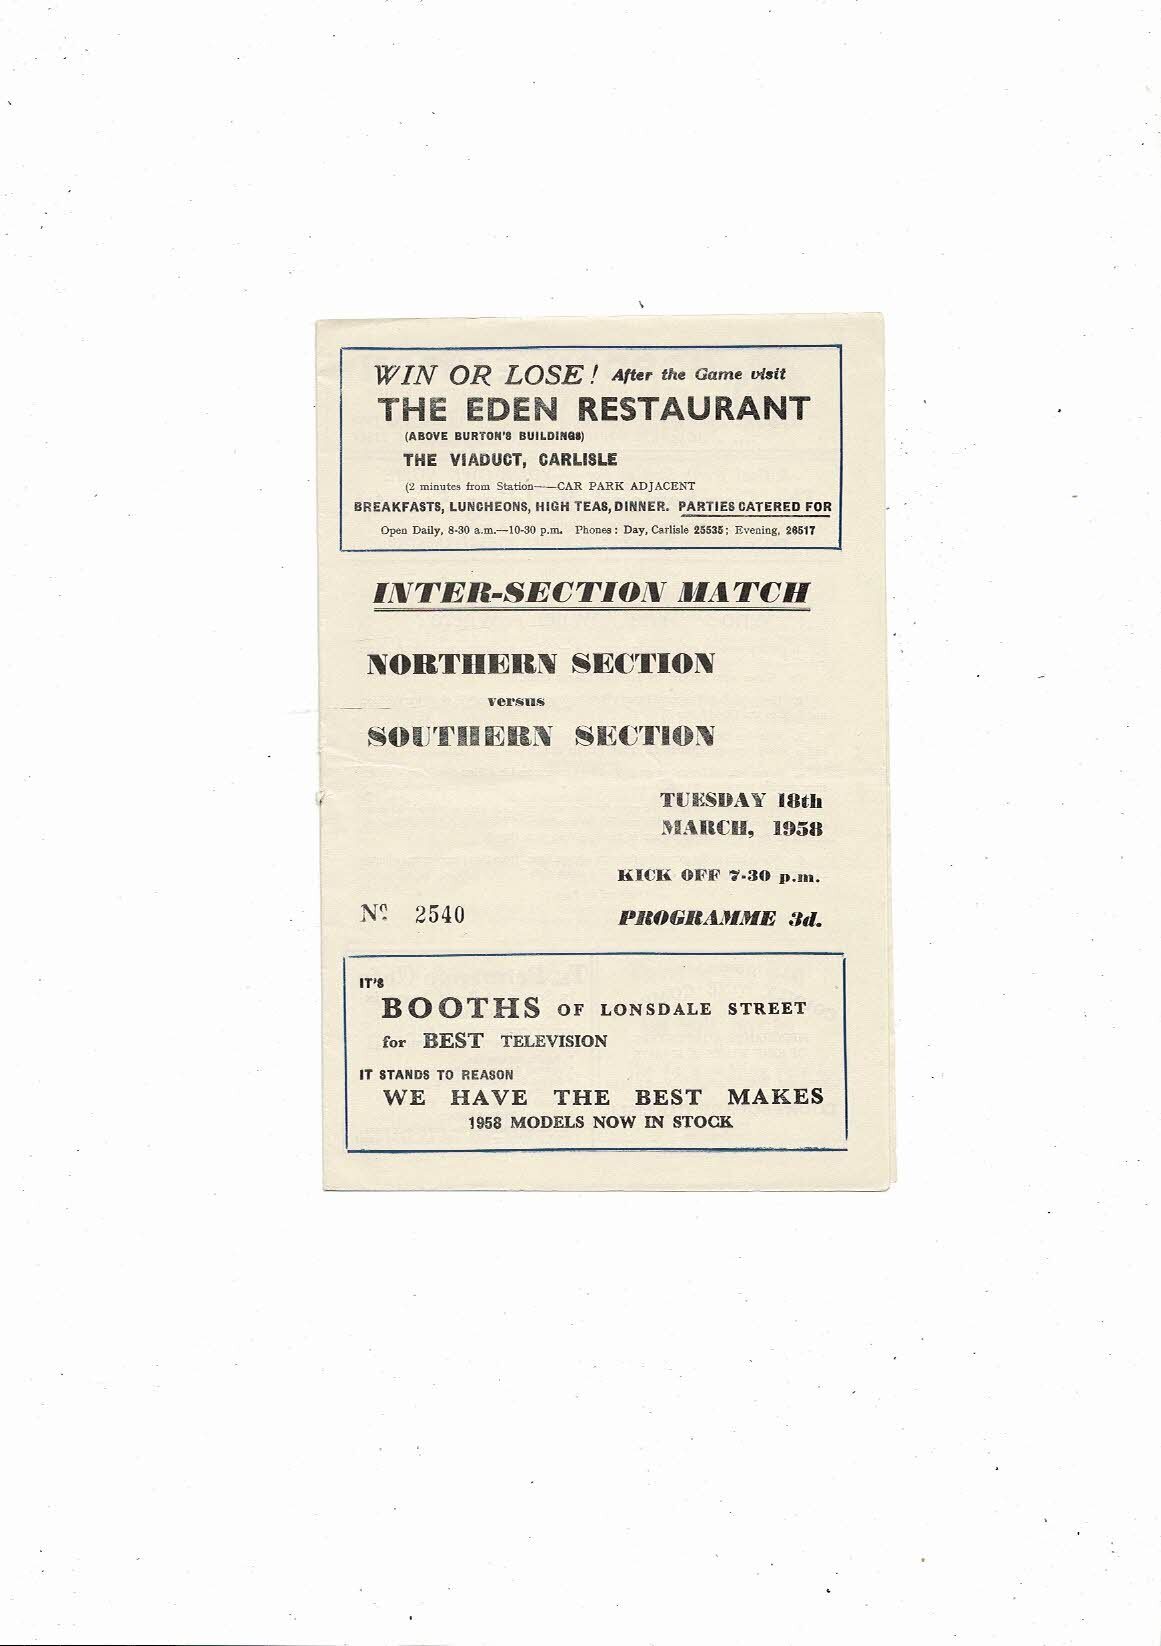 WIN OR LOSE! After the Game visit
THE EDEN RESTAURANT
(ABOVE BURTON'S BUILDINGS)
THE VIADUCT, CARLISLE
(2 minutes from Station——CAR PARK ADJACENT
BREAKFASTS, LUNCHEONS, HIGH TEAS, DINNER. PARTIES CATERED FOR
Open Daily, 8-30 a.m.—10-30 p.m. Phones: Day, Carlisle 25535; Evening, 26517
INTER-SECTION MATCH
NORTHERN SECTION
versus
SOUTHERN SECTION
TUESDAY 18th
MARCH, 1958
KICK OFF 7-30 p.m.
No. 2540 PROGRAMME 3d.
IT'S
BOOTHS OF LONSDALE STREET
for BEST TELEVISION
IT STANDS TO REASON
WE HAVE THE BEST MAKES
1958 MODELS NOW IN STOCK